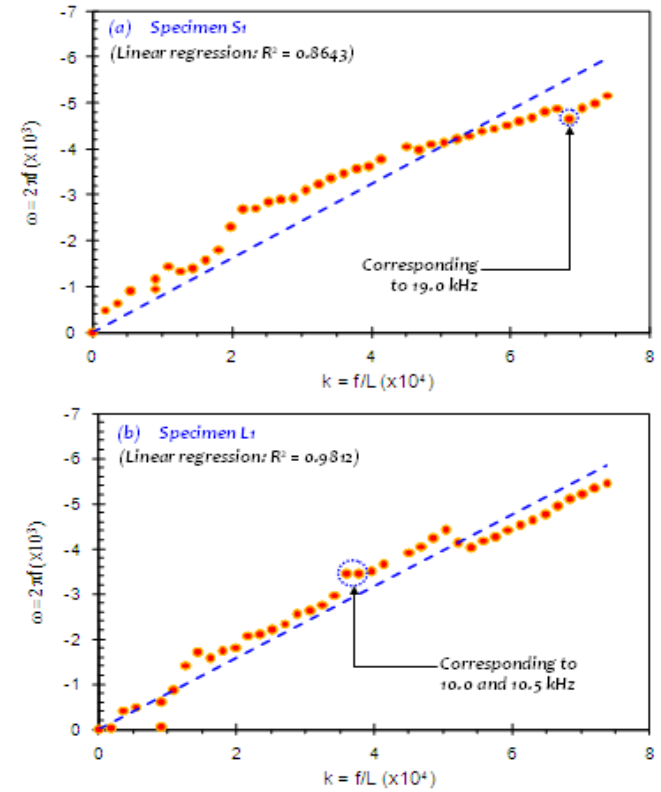 (a) Specimen S1
(Linear regression: R² = 0.8643)
-7
-6
-5
-4
-3
-2
-1
0
ω = 2πf (x10³)
Corresponding
to 19.0 kHz
0 2 4 6 8
k = f/L (x10⁴)
(b) Specimen L1
(Linear regression: R² = 0.9812)
-7
-6
-5
-4
-3
-2
-1
0
ω = 2πf (x10³)
Corresponding to
10.0 and 10.5 kHz
0 2 4 6 8
k = f/L (x10⁴)